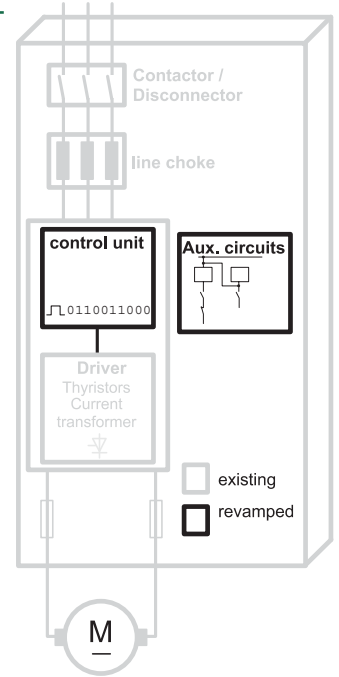 Contactor /
Disconnector
line choke
control unit
0110011000
Aux. circuits
Driver
Thyristors
Current
transformer
existing
revamped
M